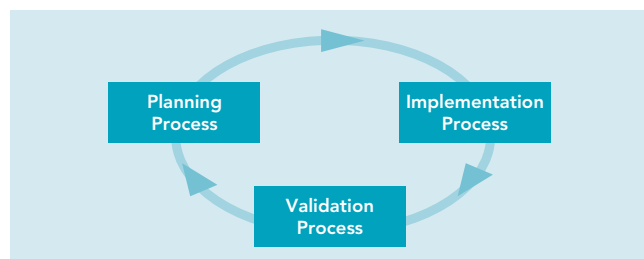 Planning
Process
Implementation
Process
Validation
Process